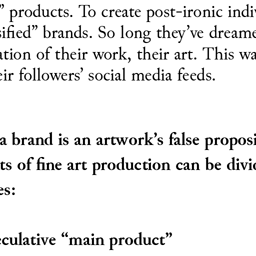 ” products. To create post-ironic indi
sified” brands. So long they’ve dreame
ation of their work, their art. This wa
eir followers’ social media feeds.
a brand is an artwork’s false proposi
ts of fine art production can be divi
es:
eculative “main product”